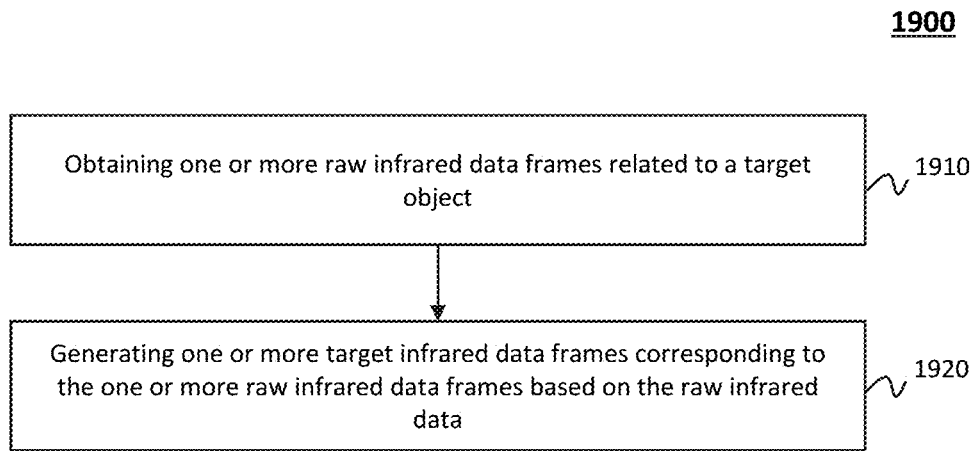 1900
Obtaining one or more raw infrared data frames related to a target
object
1910
Generating one or more target infrared data frames corresponding to
the one or more raw infrared data frames based on the raw infrared
data
1920